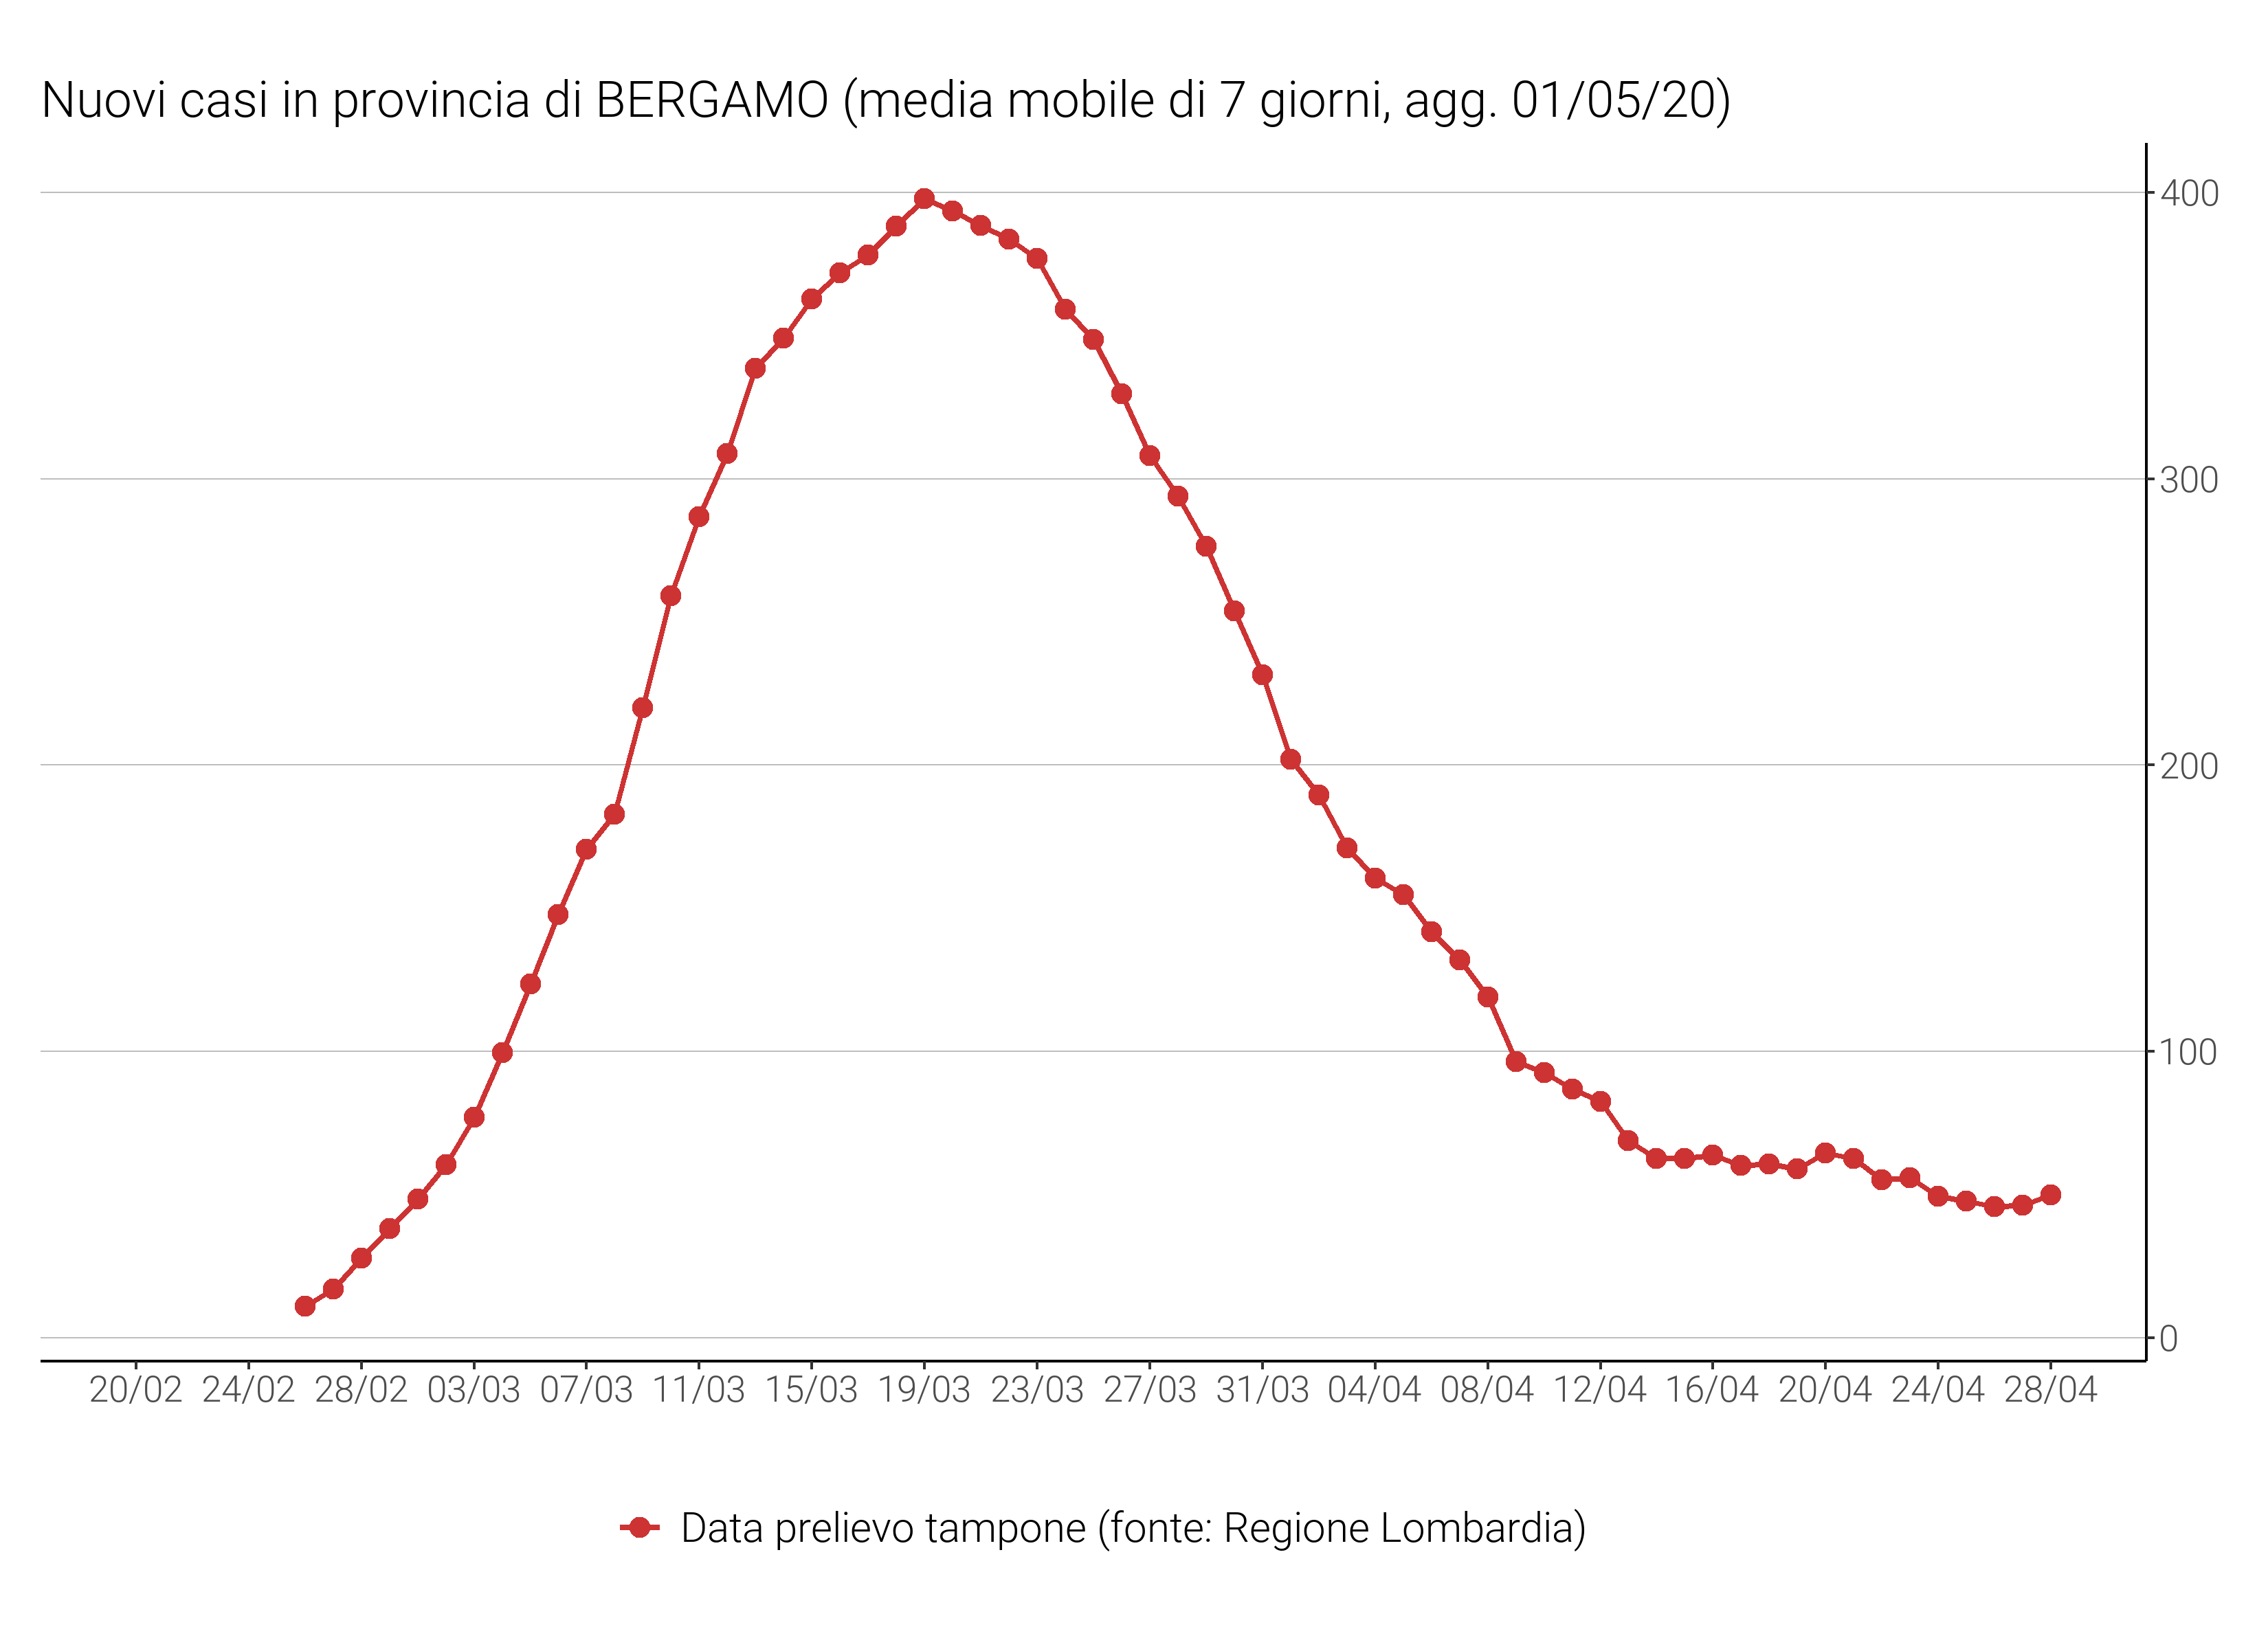 Nuovi casi in provincia di BERGAMO (media mobile di 7 giorni, agg. 01/05/20)
400
300
200
100
0
20/02 24/02 28/02 03/03 07/03 11/03 15/03 19/03 23/03 27/03 31/03 04/04 08/04 12/04 16/04 20/04 24/04 28/04
Data prelievo tampone (fonte: Regione Lombardia)